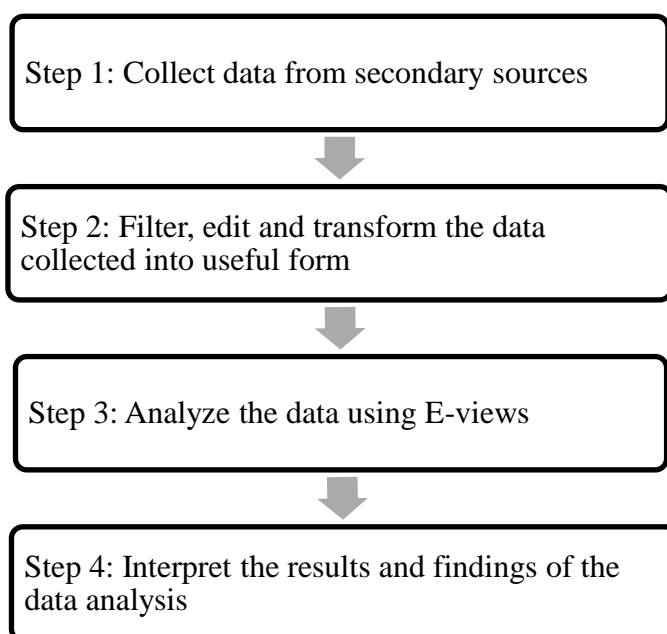 Step 1: Collect data from secondary sources
Step 2: Filter, edit and transform the data
collected into useful form
Step 3: Analyze the data using E-views
Step 4: Interpret the results and findings of the
data analysis